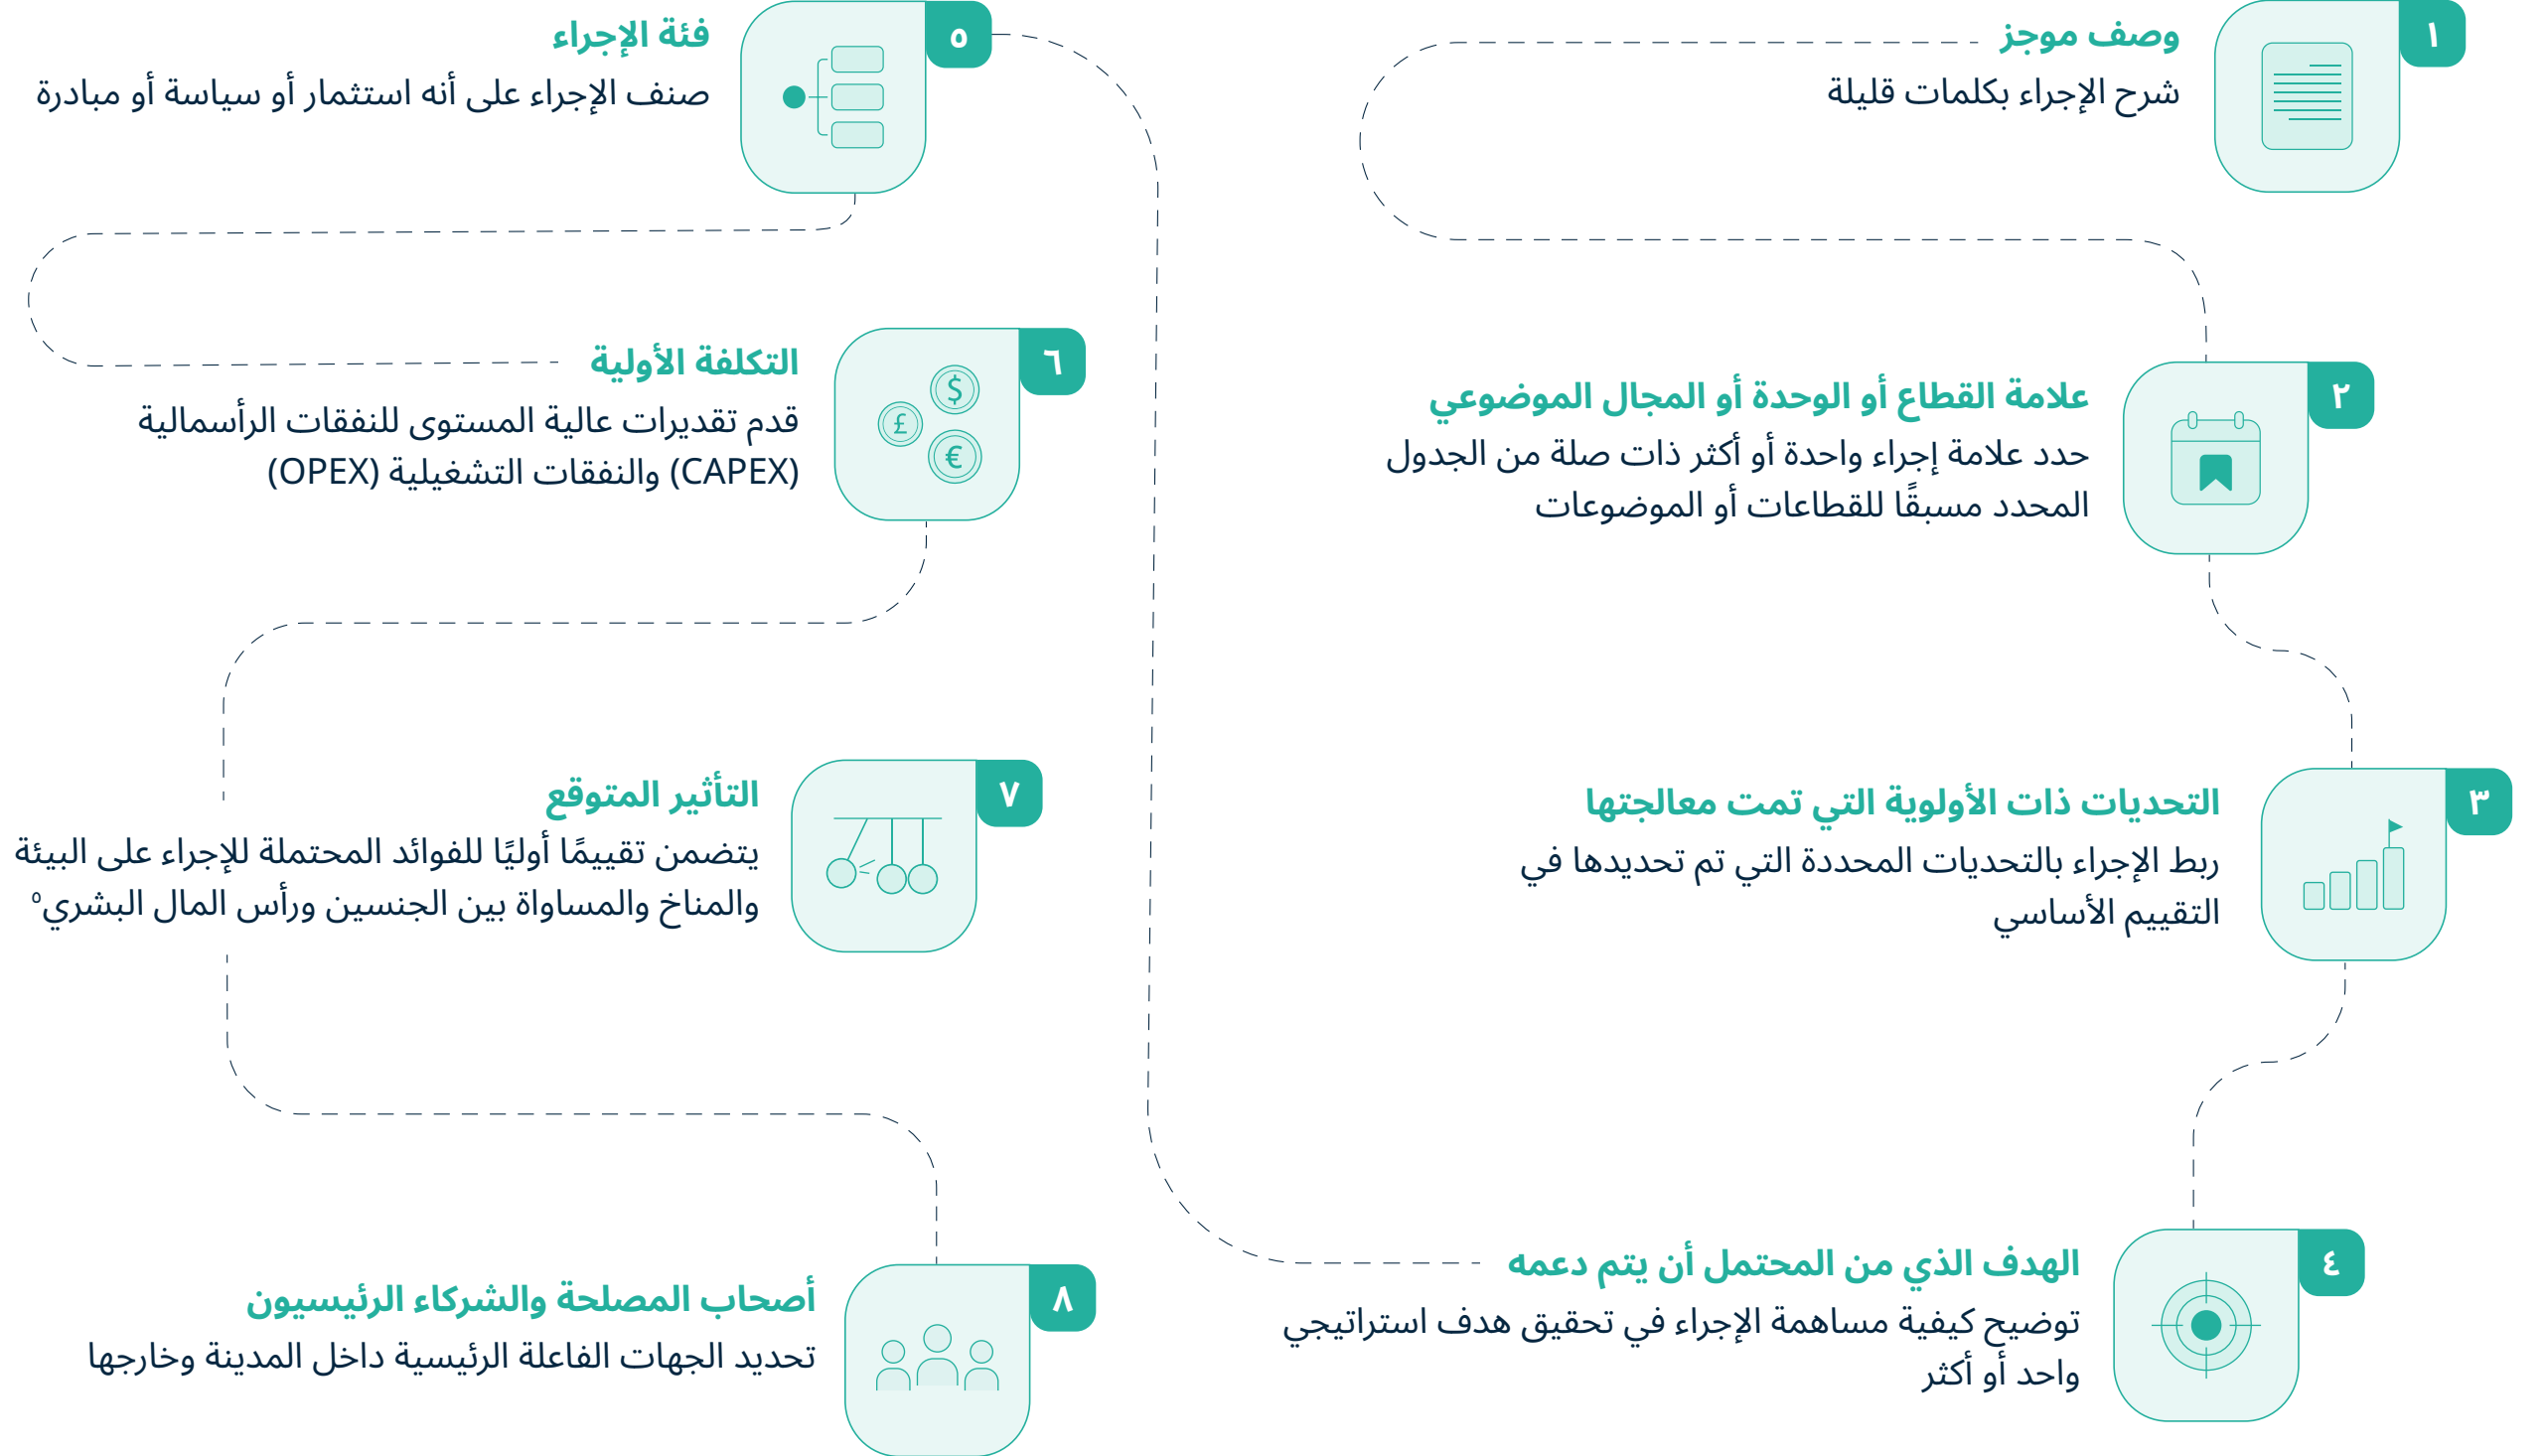 ١
وصف موجز
شرح الإجراء بكلمات قليلة
٢
علامة القطاع أو الوحدة أو المجال الموضوعي
حدد علامة إجراء واحدة أو أكثر ذات صلة من الجدول
المحدد مسبقًا للقطاعات أو الموضوعات
٣
التحديات ذات الأولوية التي تمت معالجتها
ربط الإجراء بالتحديات المحددة التي تم تحديدها في
التقييم الأساسي
٤
الهدف الذي من المحتمل أن يتم دعمه
توضيح كيفية مساهمة الإجراء في تحقيق هدف استراتيجي
واحد أو أكثر
٥
فئة الإجراء
صنف الإجراء على أنه استثمار أو سياسة أو مبادرة
٦
التكلفة الأولية
قدم تقديرات عالية المستوى للنفقات الرأسمالية
(CAPEX) والنفقات التشغيلية (OPEX)
$
£
€
٧
التأثير المتوقع
يتضمن تقييمًا أوليًا للفوائد المحتملة للإجراء على البيئة
والمناخ والمساواة بين الجنسين ورأس المال البشري⁰
٨
أصحاب المصلحة والشركاء الرئيسيون
تحديد الجهات الفاعلة الرئيسية داخل المدينة وخارجها